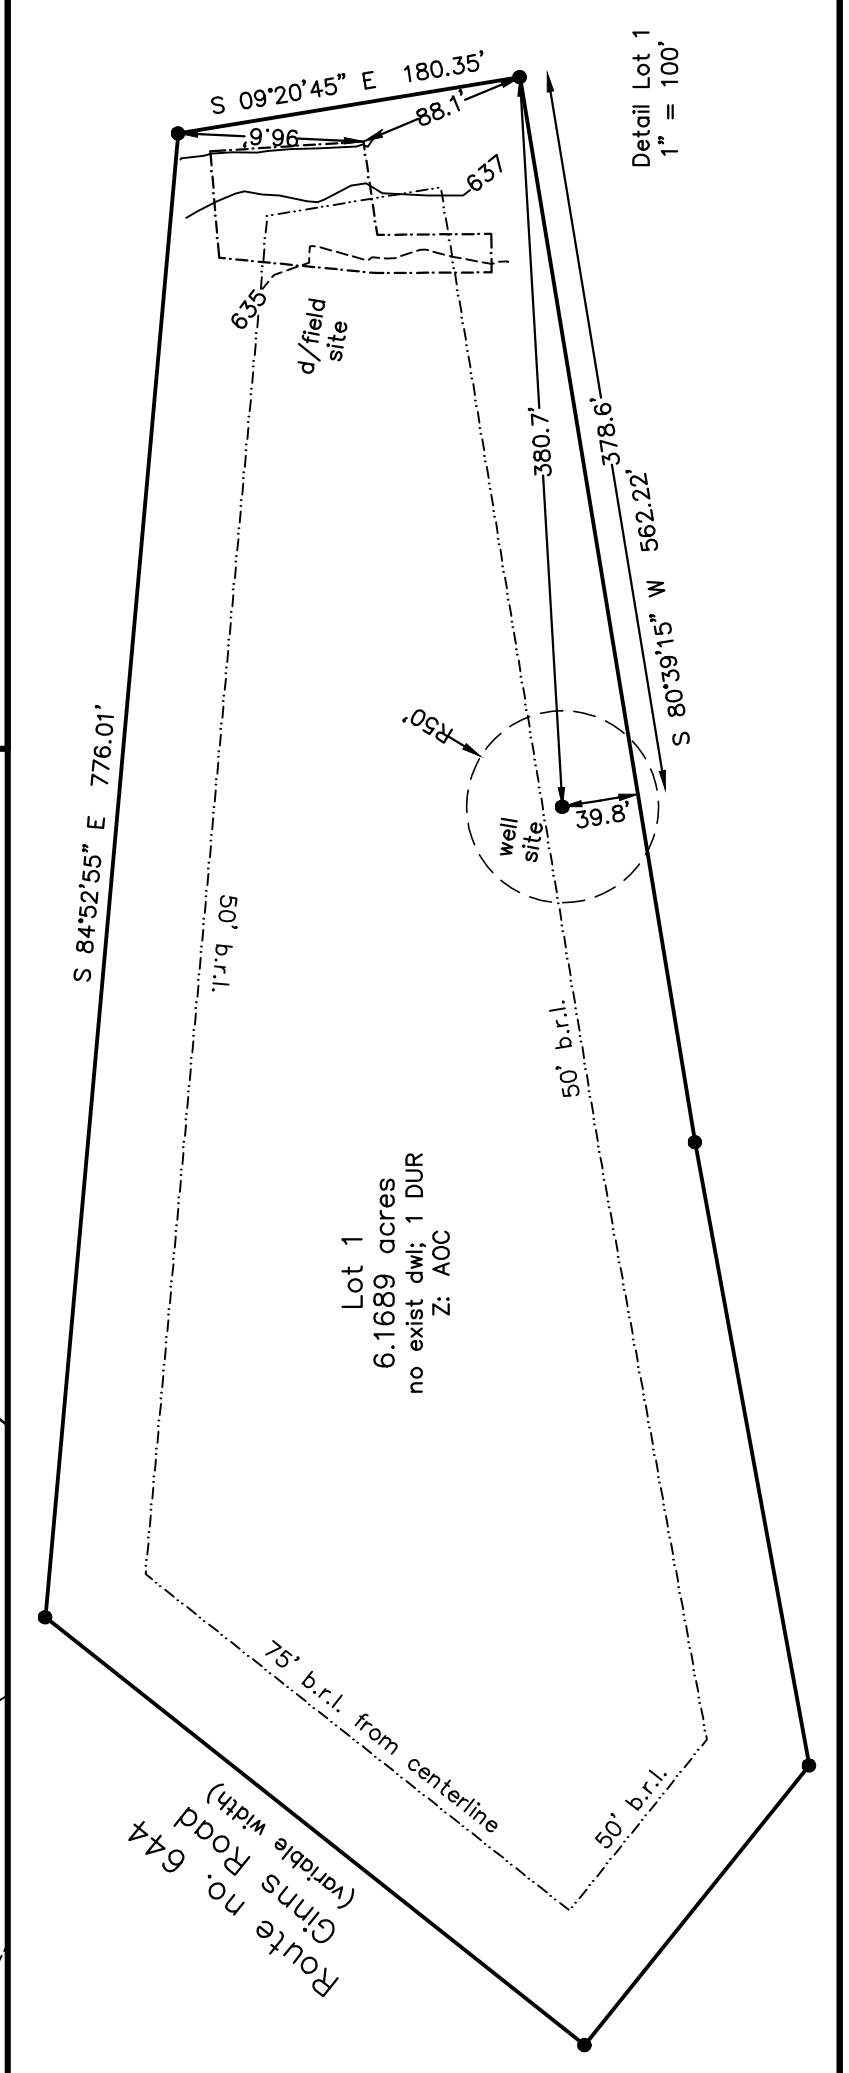 Detail Lot 1
1" = 100'
S 09°20'45" E 180.35'
96.9'
88.1'
637
635
d/field
site
380.7'
378.6'
S 80°39'15" W 562.22'
R50'
well
site
39.8'
S 84°52'55" E 776.01'
50' b.r.l.
50' b.r.l.
Lot 1
6.1689 acres
no exist dwl; 1 DUR
Z: AOC
75' b.r.l. from centerline
50' b.r.l.
Route no. 644
Ginns Road
(variable width)